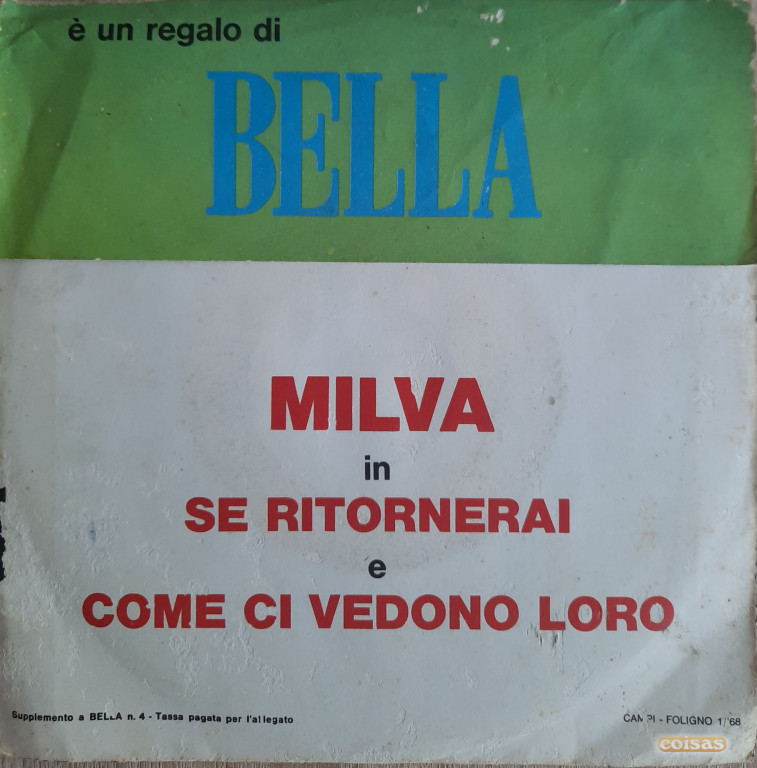 è un regalo di
BELLA
MILVA
in
SE RITORNERAI
e
COME CI VEDONO LORO
Supplemento a BELLA n. 4 - Tassa pagata per l'allegato
CAMPI - FOLIGNO 1/'68
coisas